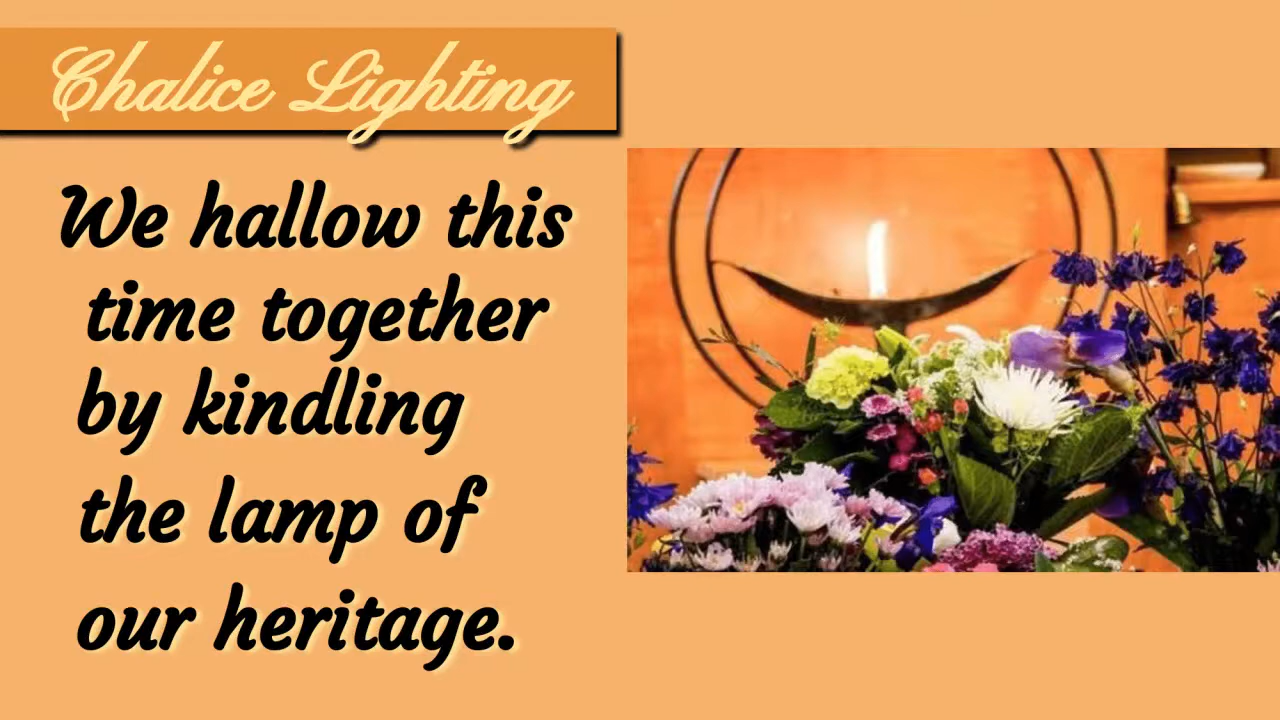 Chalice Lighting
We hallow this
time together
by kindling
the lamp of
our heritage.